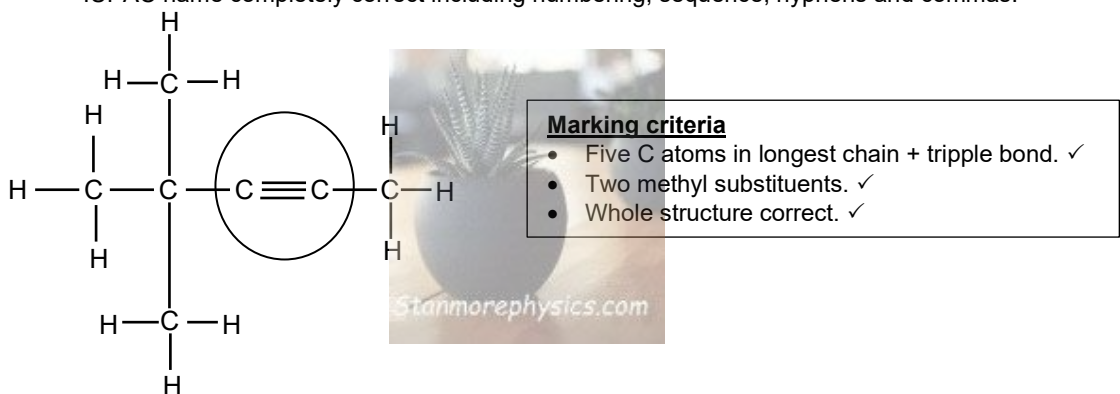 IUPAC name completely correct including numbering, sequence, hyphens and commas.
H
H—C—H
H H
H—C—C—C≡C—C—H
H H
H—C—H
H
Marking criteria
• Five C atoms in longest chain + tripple bond. ✓
• Two methyl substituents. ✓
• Whole structure correct. ✓
Stanmorephysics.com